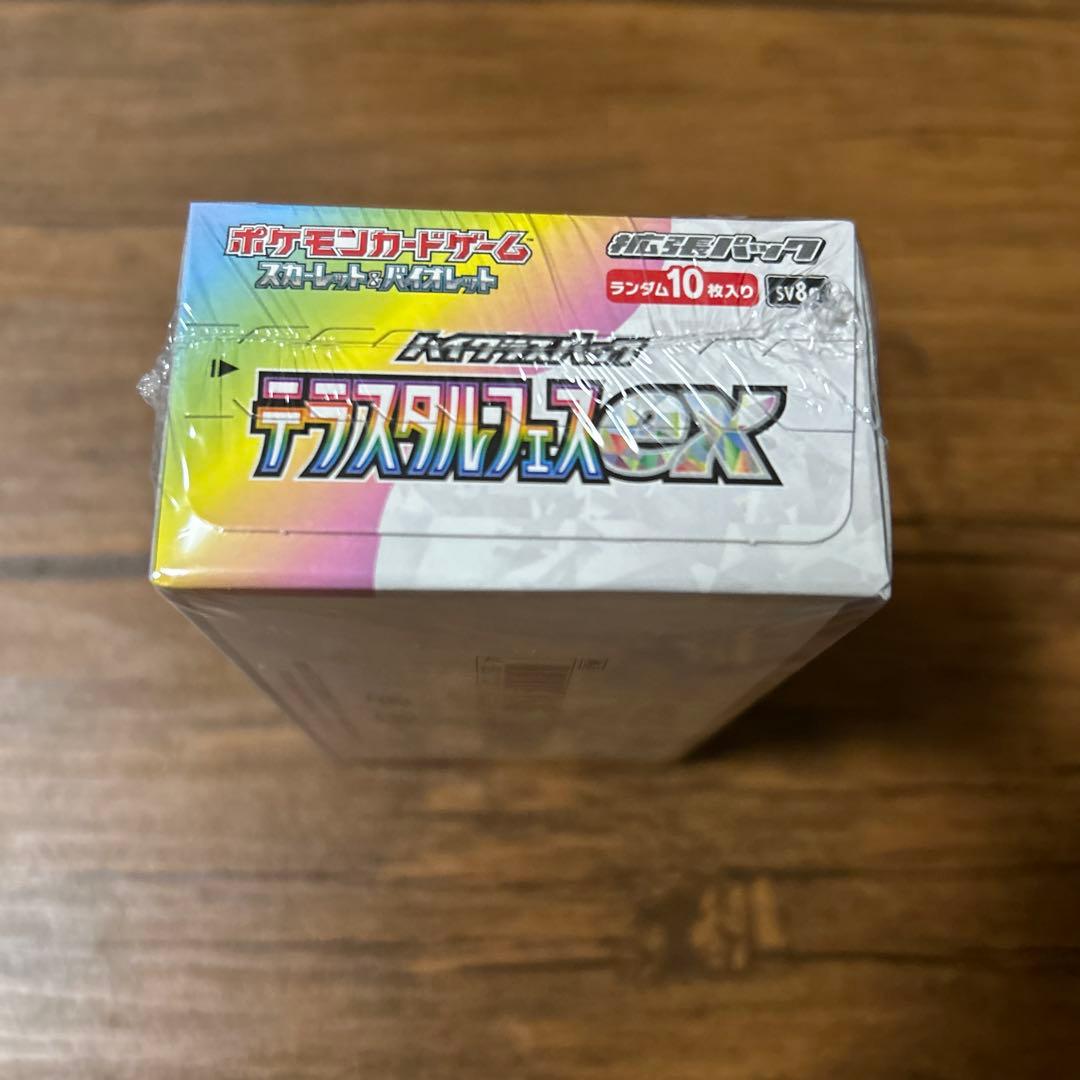 ポケモンカードゲーム
スカーレット&バイオレット
拡張パック
ランダム10枚入り
ハイクラスパック
テラスタルフェスex